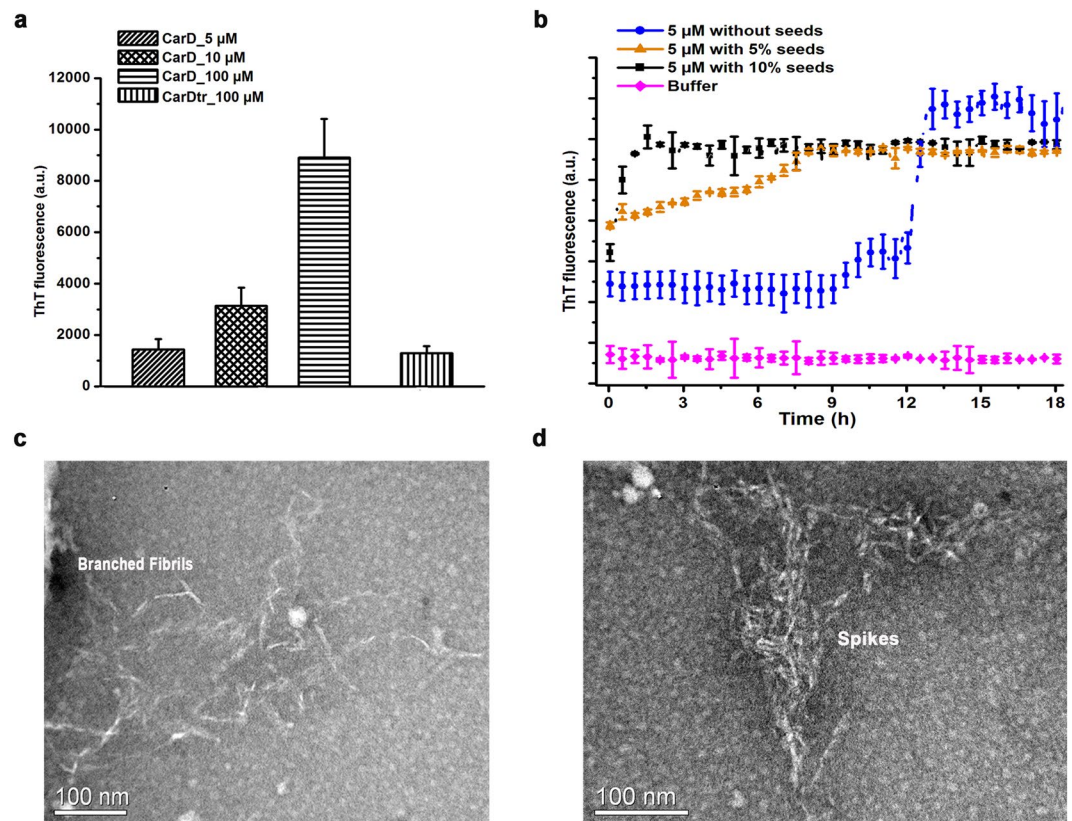 a
CarD_5 µM
CarD_10 µM
CarD_100 µM
CarDtr_100 µM
12000
10000
8000
6000
4000
2000
0
ThT fluorescence (a.u.)
b
5 µM without seeds
5 µM with 5% seeds
5 µM with 10% seeds
Buffer
ThT fluorescence (a.u.)
0 3 6 9 12 15 18
Time (h)
c
Branched Fibrils
100 nm
d
Spikes
100 nm